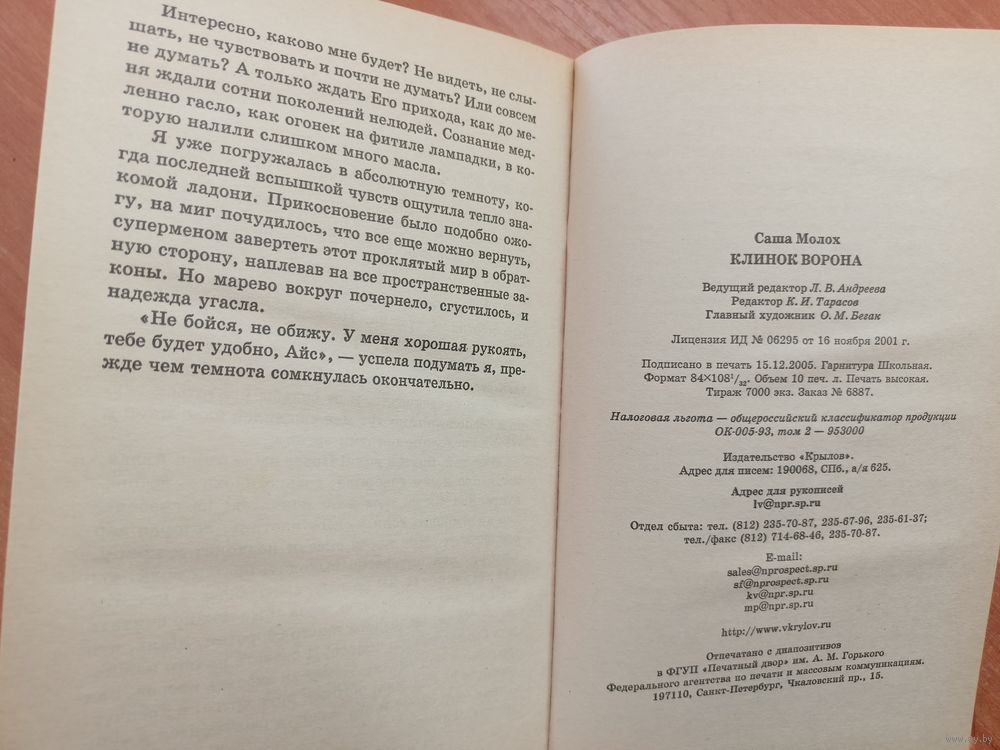 Интересно, каково мне будет? Не видеть, не слы-
шать, не чувствовать и почти не думать? Или совсем
не думать? А только ждать Его прихода, как до ме-
ня ждали сотни поколений нелюдей. Сознание мед-
ленно гасло, как огонек на фитиле лампадки, в ко-
торую налили слишком много масла.
Я уже погружалась в абсолютную темноту, ко-
гда последней вспышкой чувств ощутила тепло зна-
комой ладони. Прикосновение было подобно ожо-
гу, на миг почудилось, что все еще можно вернуть,
суперменом завертеть этот проклятый мир в обрат-
ную сторону, наплевав на все пространственные за-
коны. Но марево вокруг почернело, сгустилось, и
надежда угасла.
«Не бойся, не обижу. У меня хорошая рукоять,
тебе будет удобно, Айс», — успела подумать я, пре-
жде чем темнота сомкнулась окончательно.
Саша Молох
КЛИНОК ВОРОНА
Ведущий редактор Л. В. Андреева
Редактор К. И. Тарасов
Главный художник О. М. Бегак
Лицензия ИД № 06295 от 16 ноября 2001 г.
Подписано в печать 15.12.2005. Гарнитура Школьная.
Формат 84×108¹/₃₂. Объем 10 печ. л. Печать высокая.
Тираж 7000 экз. Заказ № 6887.
Налоговая льгота — общероссийский классификатор продукции
ОК-005-93, том 2 — 953000
Издательство «Крылов».
Адрес для писем: 190068, СПб., а/я 625.
Адрес для рукописей
lv@npr.sp.ru
Отдел сбыта: тел. (812) 235-70-87, 235-67-96, 235-61-37;
тел./факс (812) 714-68-46, 235-70-87.
E-mail:
sales@nprospect.sp.ru
sf@nprospect.sp.ru
kv@npr.sp.ru
mp@npr.sp.ru
http://www.vkrylov.ru
Отпечатано с диапозитивов
в ФГУП «Печатный двор» им. А. М. Горького
Федерального агентства по печати и массовым коммуникациям.
197110, Санкт-Петербург, Чкаловский пр., 15.
www.ay.by